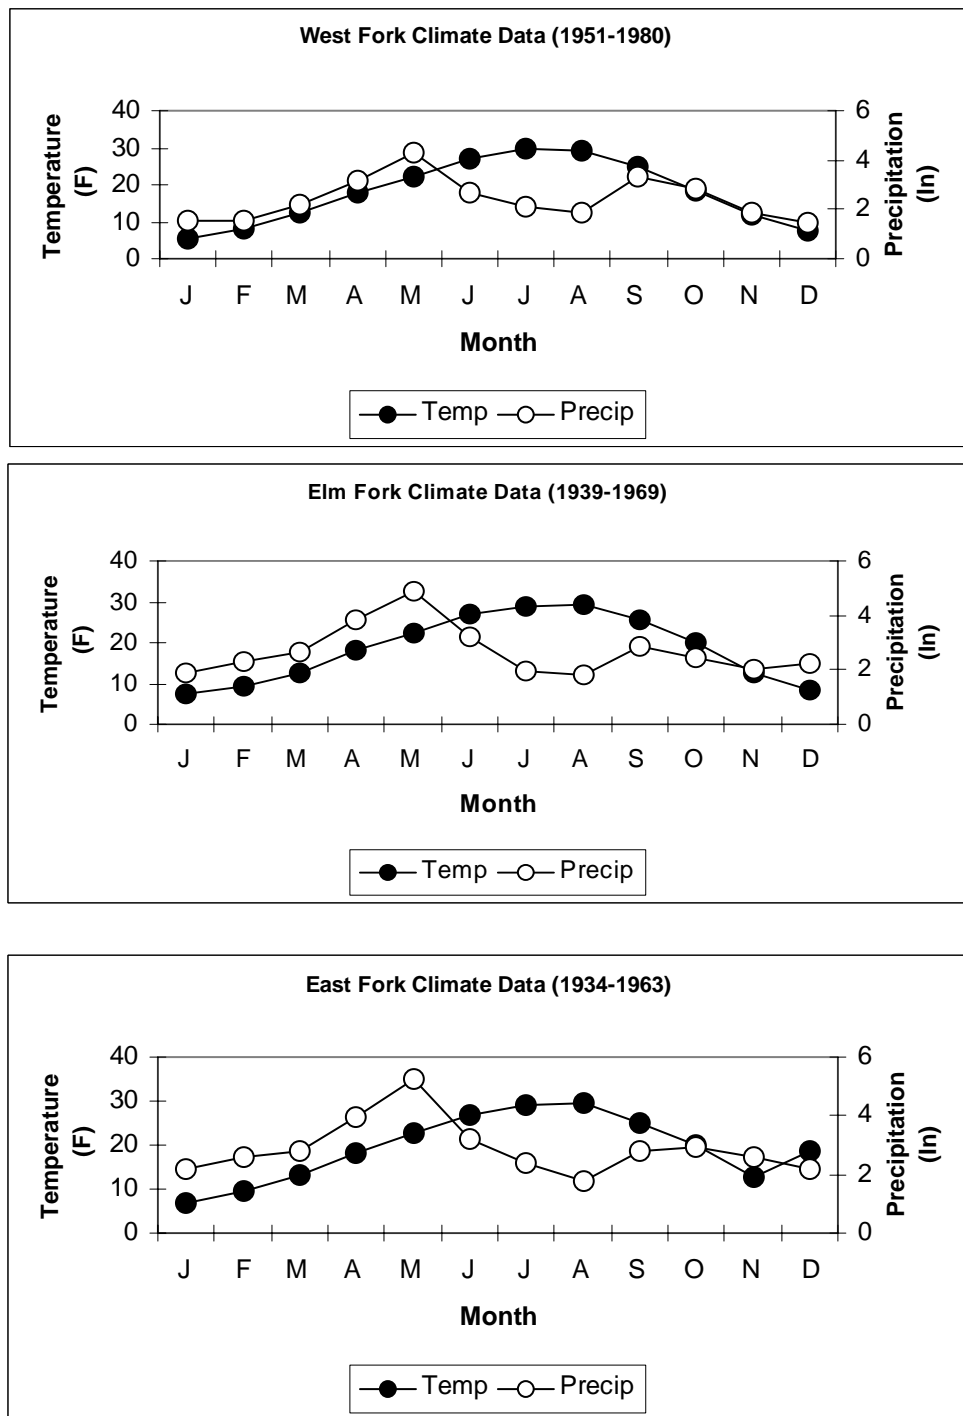 West Fork Climate Data (1951-1980)
Temperature
(F)
40
30
20
10
0
6
4
2
0
Precipitation
(In)
J F M A M J J A S O N D
Month
Temp Precip
Elm Fork Climate Data (1939-1969)
Temperature
(F)
40
30
20
10
0
6
4
2
0
Precipitation
(In)
J F M A M J J A S O N D
Month
Temp Precip
East Fork Climate Data (1934-1963)
Temperature
(F)
40
30
20
10
0
6
4
2
0
Precipitation
(In)
J F M A M J J A S O N D
Month
Temp Precip